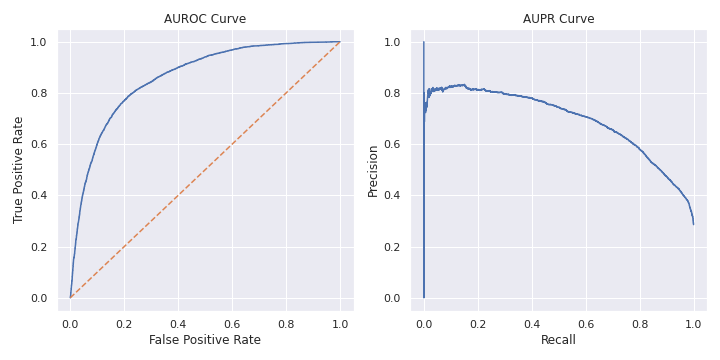 AUROC Curve
1.0
0.8
0.6
0.4
0.2
0.0
True Positive Rate
0.0 0.2 0.4 0.6 0.8 1.0
False Positive Rate
AUPR Curve
1.0
0.8
0.6
0.4
0.2
0.0
Precision
0.0 0.2 0.4 0.6 0.8 1.0
Recall